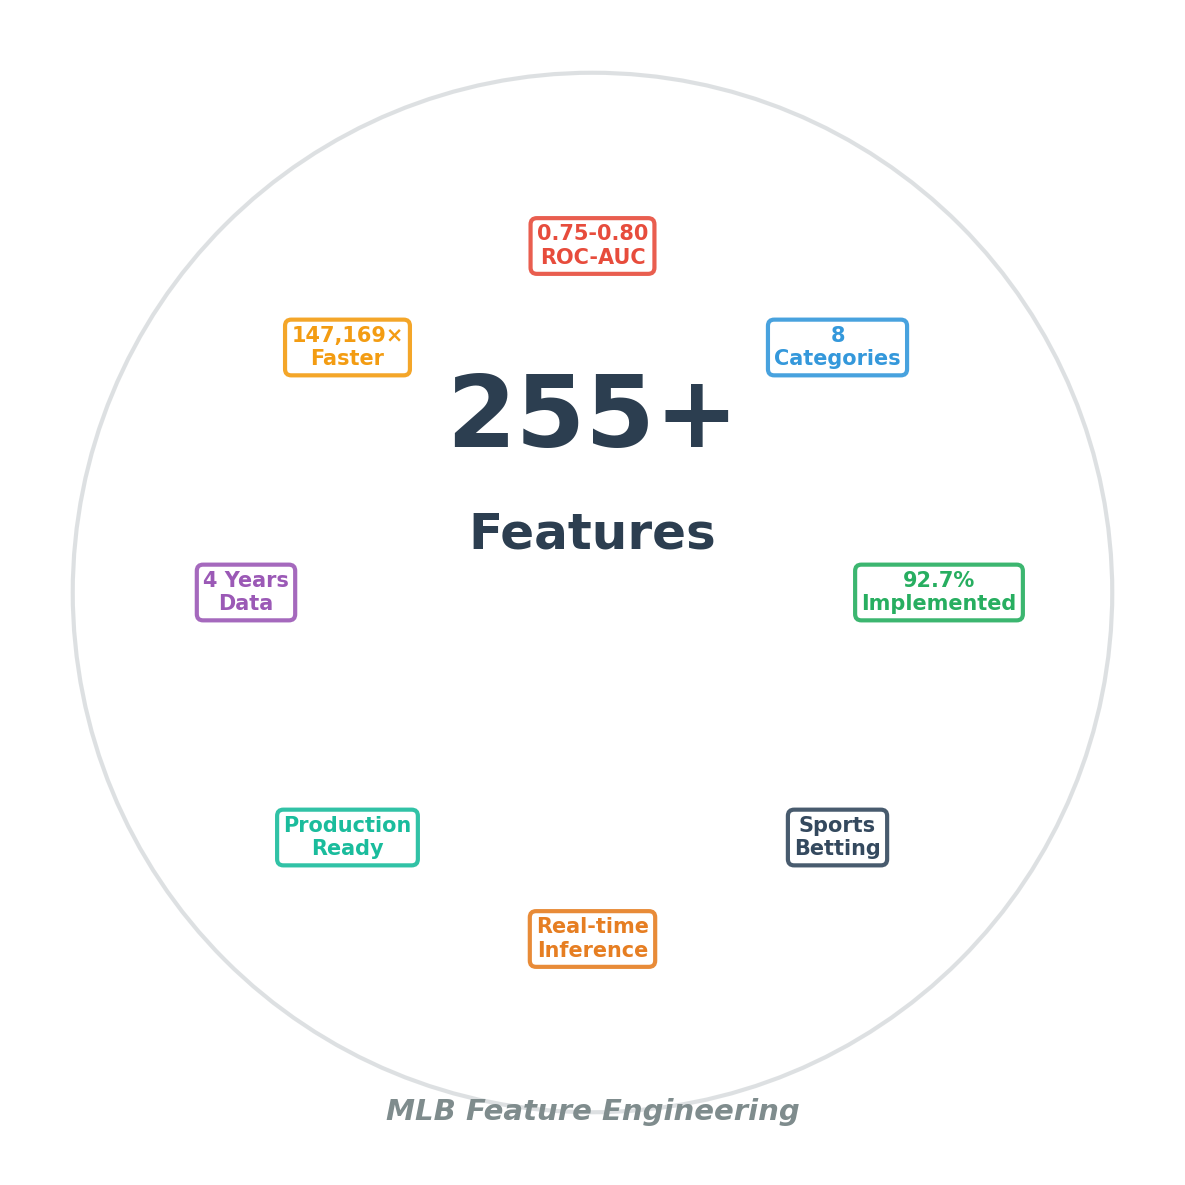 0.75-0.80
ROC-AUC
147,169×
Faster
8
Categories
255+
Features
4 Years
Data
92.7%
Implemented
Production
Ready
Sports
Betting
Real-time
Inference
MLB Feature Engineering